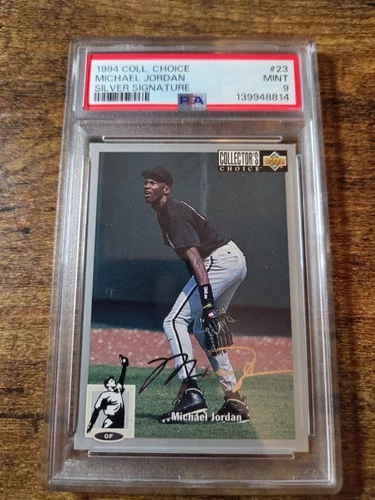 1994 COLL. CHOICE #23
MICHAEL JORDAN MINT
SILVER SIGNATURE 9
PSA 139948814
COLLECTOR'S
CHOICE
Michael Jordan
OF